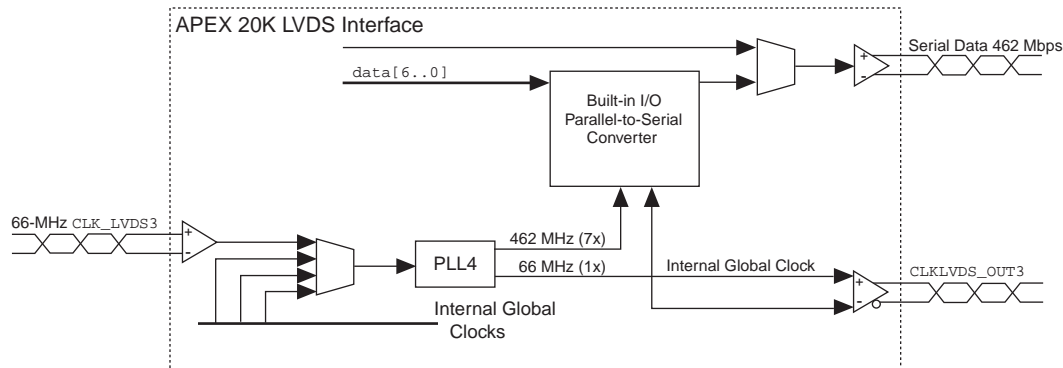 APEX 20K LVDS Interface
Serial Data 462 Mbps
data[6..0]
Built-in I/O
Parallel-to-Serial
Converter
+
-
66-MHz CLK_LVDS3
+
-
PLL4
462 MHz (7x)
66 MHz (1x)
Internal Global Clock
+
-
CLKLVDS_OUT3
Internal Global
Clocks